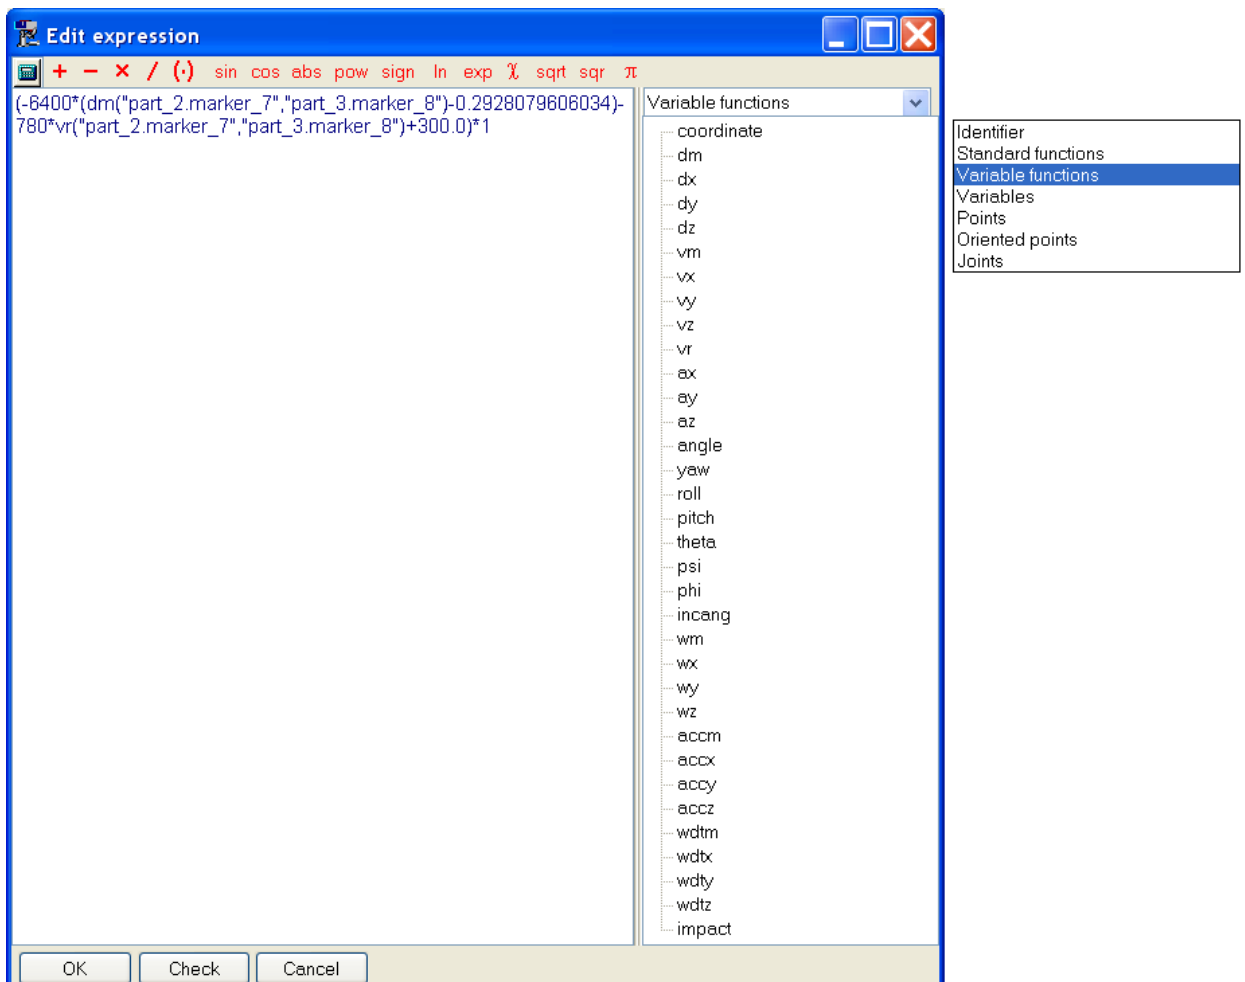 Edit expression
+ − × / (·) sin cos abs pow sign ln exp χ sqrt sqr π
(-6400*(dm("part_2.marker_7","part_3.marker_8")-0.2928079606034)-
780*vr("part_2.marker_7","part_3.marker_8")+300.0)*1
Variable functions
coordinate
dm
dx
dy
dz
vm
vx
vy
vz
vr
ax
ay
az
angle
yaw
roll
pitch
theta
psi
phi
incang
wm
wx
wy
wz
accm
accx
accy
accz
wdtm
wdtx
wdty
wdtz
impact
Identifier
Standard functions
Variable functions
Variables
Points
Oriented points
Joints
OK Check Cancel